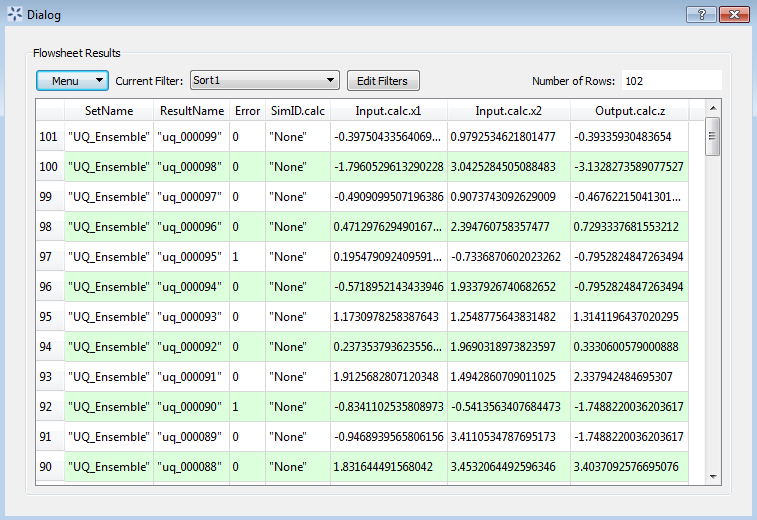 Dialog
Flowsheet Results
Menu Current Filter: Sort1 Edit Filters Number of Rows: 102
SetName ResultName Error SimID.calc Input.calc.x1 Input.calc.x2 Output.calc.z
101 "UQ_Ensemble" "uq_000099" 0 "None" -0.39750433564069... 0.9792534621801477 -0.39335930483654
100 "UQ_Ensemble" "uq_000098" 0 "None" -1.7960529613290228 3.0425284505088483 -3.1328273589077527
99 "UQ_Ensemble" "uq_000097" 0 "None" -0.4909099507196386 0.9073743092629009 -0.46762215041301...
98 "UQ_Ensemble" "uq_000096" 0 "None" 0.471297629490167... 2.394760758357477 0.7293337681553212
97 "UQ_Ensemble" "uq_000095" 1 "None" 0.195479092409591... -0.7336870602023262 -0.7952824847263494
96 "UQ_Ensemble" "uq_000094" 0 "None" -0.5718952143433946 1.9337926740682652 -0.7952824847263494
95 "UQ_Ensemble" "uq_000093" 0 "None" 1.1730978258387643 1.2548775643831482 1.3141196437020295
94 "UQ_Ensemble" "uq_000092" 0 "None" 0.237353793623556... 1.9690318973823597 0.3330600579000888
93 "UQ_Ensemble" "uq_000091" 0 "None" 1.9125682807120348 1.4942860709011025 2.337942484695307
92 "UQ_Ensemble" "uq_000090" 1 "None" -0.8341102535808973 -0.5413563407684473 -1.7488220036203617
91 "UQ_Ensemble" "uq_000089" 0 "None" -0.9468939565806156 3.4110534787695173 -1.7488220036203617
90 "UQ_Ensemble" "uq_000088" 0 "None" 1.831644491568042 3.4532064492596346 3.4037092576695076